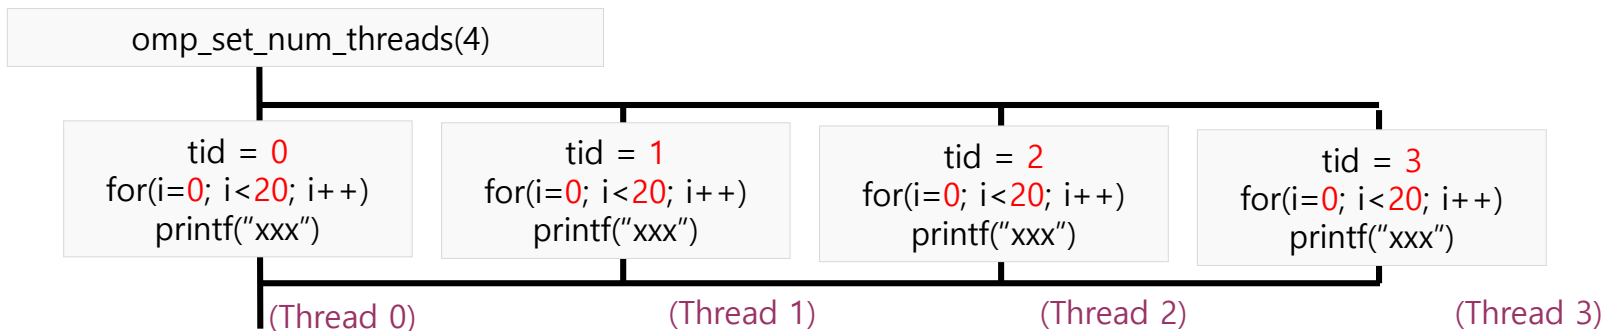 omp_set_num_threads(4)
tid = 0
for(i=0; i<20; i++)
printf("xxx")
tid = 1
for(i=0; i<20; i++)
printf("xxx")
tid = 2
for(i=0; i<20; i++)
printf("xxx")
tid = 3
for(i=0; i<20; i++)
printf("xxx")
(Thread 0)
(Thread 1)
(Thread 2)
(Thread 3)